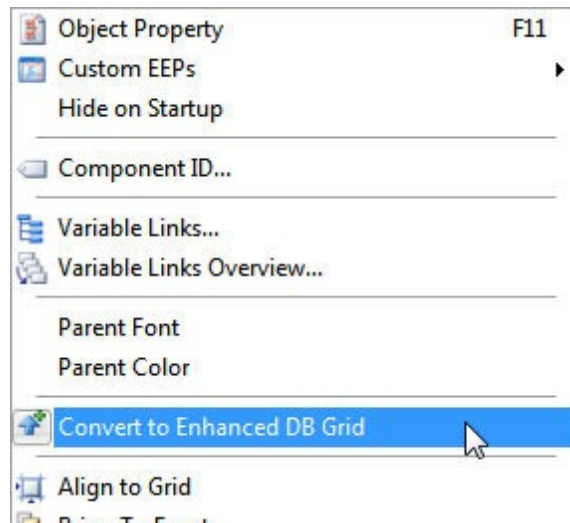 Object Property F11
Custom EEPs
Hide on Startup
Component ID...
Variable Links...
Variable Links Overview...
Parent Font
Parent Color
Convert to Enhanced DB Grid
Align to Grid